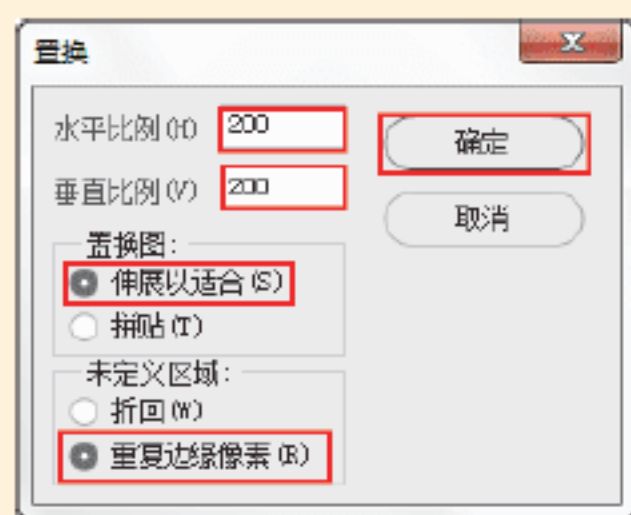 置换
水平比例(H) 200
确定
垂直比例(V) 200
取消
置换图:
伸展以适合(S)
拼贴(T)
未定义区域:
折回(W)
重复边缘像素(R)